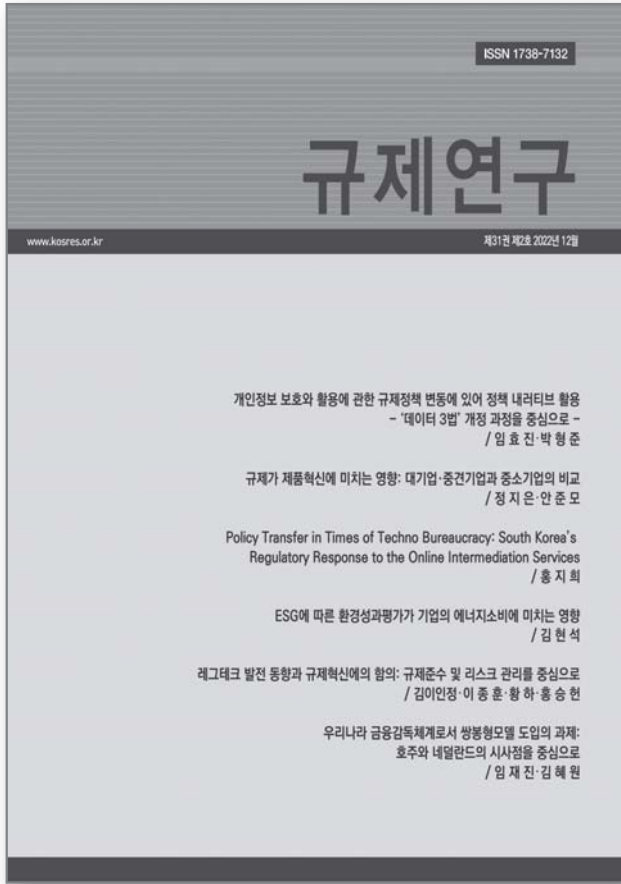 ISSN 1738-7132
규제연구
www.kosres.or.kr 제31권 제2호 2022년 12월
개인정보 보호와 활용에 관한 규제정책 변동에 있어 정책 내러티브 활용
- ‘데이터 3법’ 개정 과정을 중심으로 -
/ 임 효 진·박 형 준
규제가 제품혁신에 미치는 영향: 대기업·중견기업과 중소기업의 비교
/ 정 지 은·안 준 모
Policy Transfer in Times of Techno Bureaucracy: South Korea's
Regulatory Response to the Online Intermediation Services
/ 홍 지 희
ESG에 따른 환경성과평가가 기업의 에너지소비에 미치는 영향
/ 김 현 석
레그테크 발전 동향과 규제혁신에의 함의: 규제준수 및 리스크 관리를 중심으로
/ 김이인정·이 종 훈·황 하·홍 승 헌
우리나라 금융감독체계로서 쌍봉형모델 도입의 과제:
호주와 네덜란드의 시사점을 중심으로
/ 임 재 진·김 혜 원